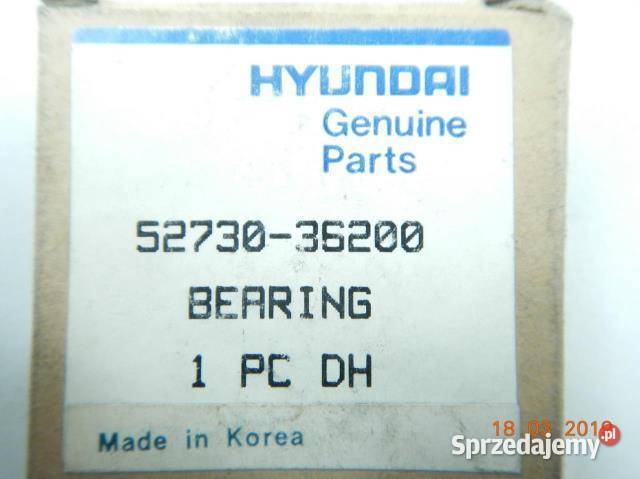 HYUNDAI
Genuine
Parts
52730-36200
BEARING
1 PC DH
Made in Korea
Sprzedajemy.pl